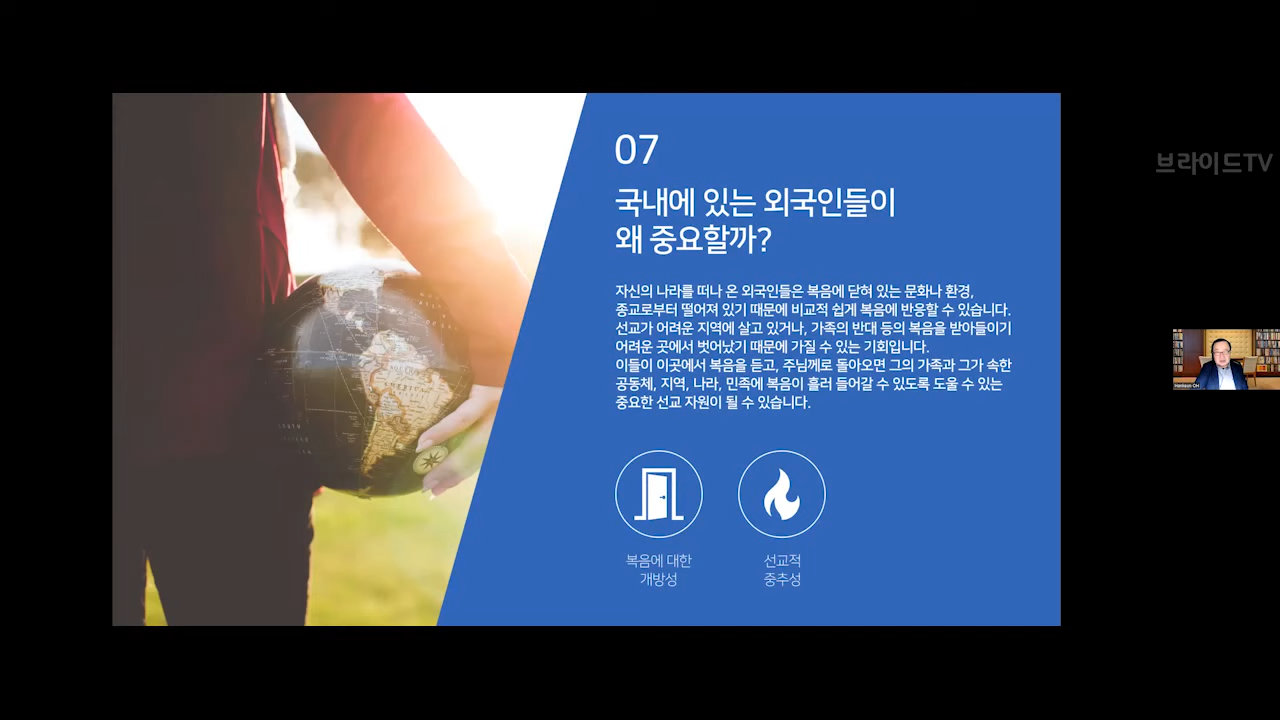 07
국내에 있는 외국인들이
왜 중요할까?
자신의 나라를 떠나 온 외국인들은 복음에 닫혀 있는 문화나 환경,
종교로부터 떨어져 있기 때문에 비교적 쉽게 복음에 반응할 수 있습니다.
선교가 어려운 지역에 살고 있거나, 가족의 반대 등의 복음을 받아들이기
어려운 곳에서 벗어났기 때문에 가질 수 있는 기회입니다.
이들이 이곳에서 복음을 듣고, 주님께로 돌아오면 그의 가족과 그가 속한
공동체, 지역, 나라, 민족에 복음이 흘러 들어갈 수 있도록 도울 수 있는
중요한 선교 자원이 될 수 있습니다.
복음에 대한
개방성
선교적
중추성
브라이드TV